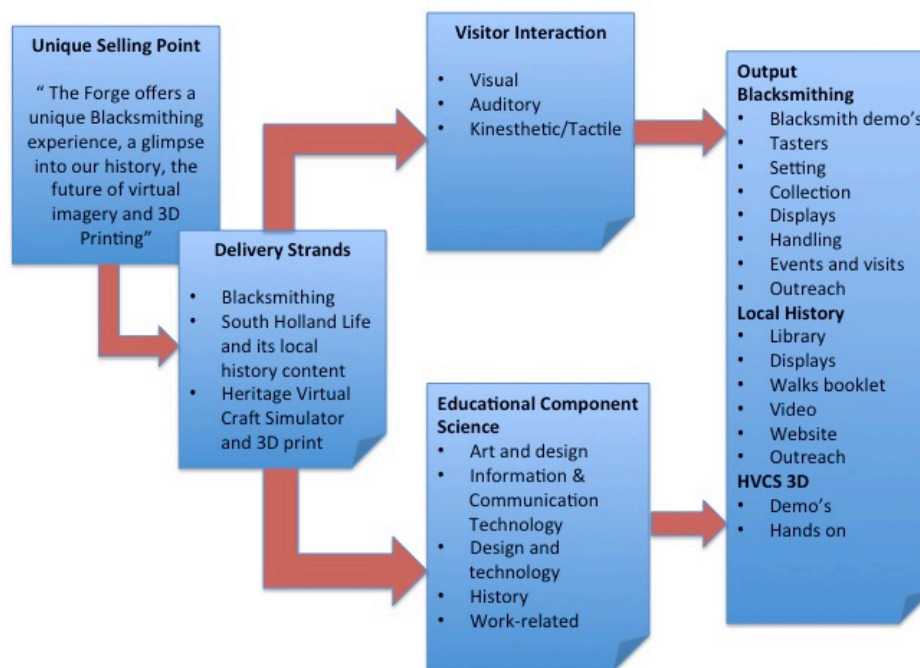 Unique Selling Point
“ The Forge offers a
unique Blacksmithing
experience, a glimpse
into our history, the
future of virtual
imagery and 3D
Printing”
Delivery Strands
• Blacksmithing
• South Holland Life
and its local
history content
• Heritage Virtual
Craft Simulator
and 3D print
Visitor Interaction
• Visual
• Auditory
• Kinesthetic/Tactile
Educational Component
Science
• Art and design
• Information &
Communication
Technology
• Design and
technology
• History
• Work-related
Output
Blacksmithing
• Blacksmith demo's
• Tasters
• Setting
• Collection
• Displays
• Handling
• Events and visits
• Outreach
Local History
• Library
• Displays
• Walks booklet
• Video
• Website
• Outreach
HVCS 3D
• Demo's
• Hands on